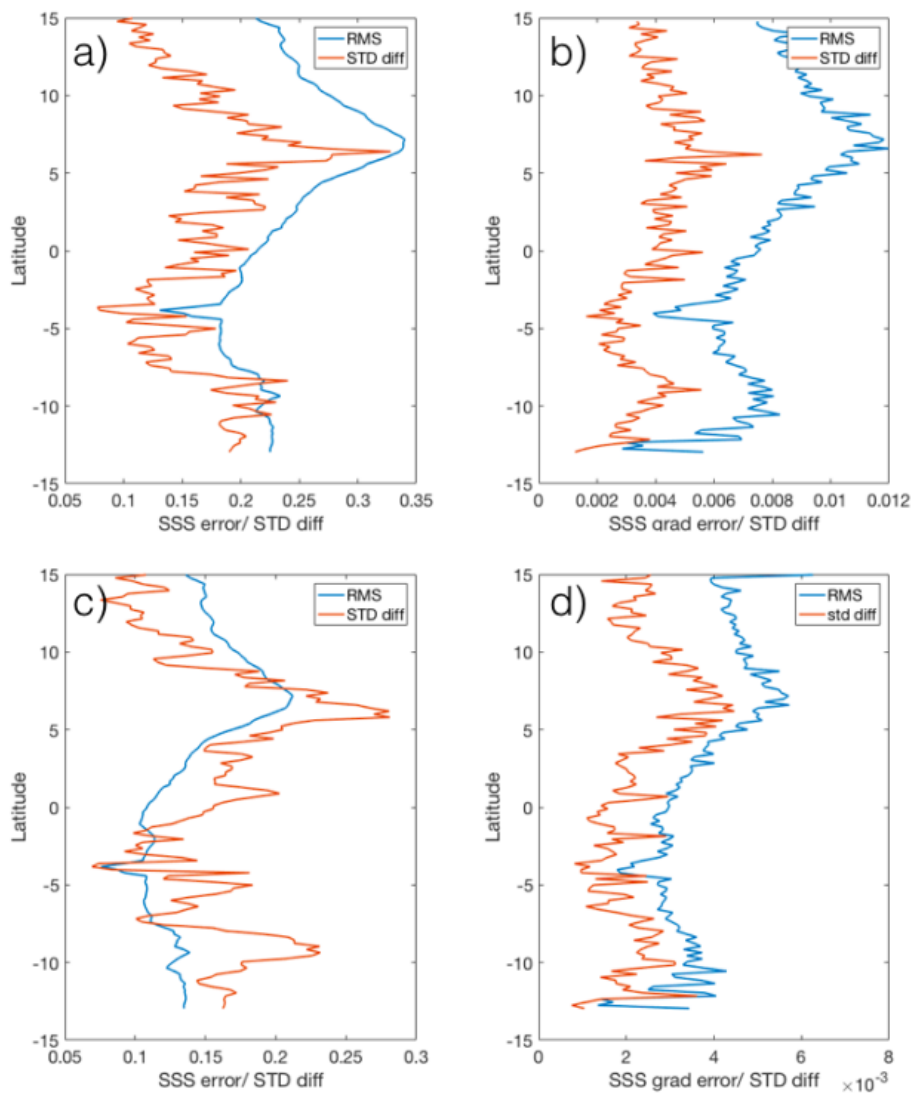 a)
RMS
STD diff
15
10
5
0
-5
-10
-15
Latitude
0.05 0.1 0.15 0.2 0.25 0.3 0.35
SSS error/ STD diff
b)
RMS
STD diff
15
10
5
0
-5
-10
-15
Latitude
0 0.002 0.004 0.006 0.008 0.01 0.012
SSS grad error/ STD diff
c)
RMS
STD diff
15
10
5
0
-5
-10
-15
Latitude
0.05 0.1 0.15 0.2 0.25 0.3
SSS error/ STD diff
d)
RMS
std diff
15
10
5
0
-5
-10
-15
Latitude
0 2 4 6 8
SSS grad error/ STD diff ×10⁻³